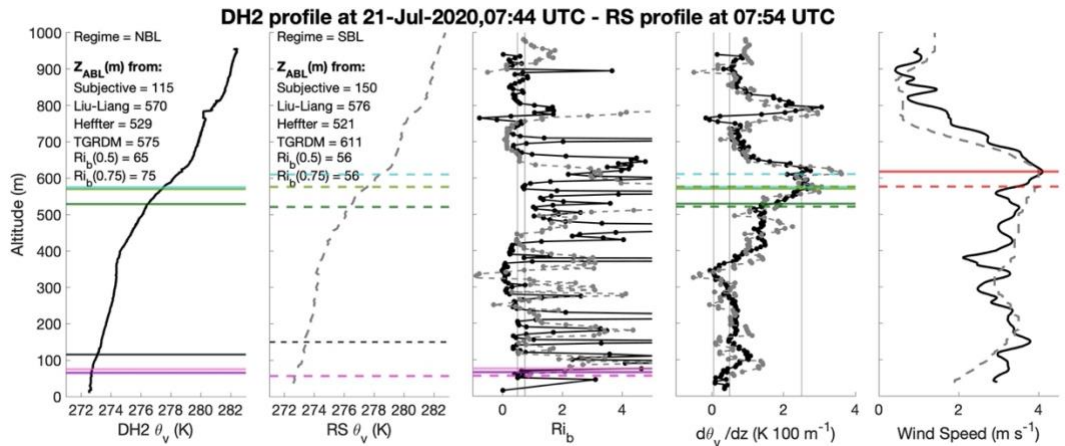 DH2 profile at 21-Jul-2020,07:44 UTC - RS profile at 07:54 UTC
Altitude (m)
1000
900
800
700
600
500
400
300
200
100
0
Regime = NBL
Z_ABL(m) from:
Subjective = 115
Liu-Liang = 570
Heffter = 529
TGRDM = 575
Ri_b(0.5) = 65
Ri_b(0.75) = 75
272 274 276 278 280 282
DH2 θ_v (K)
Regime = SBL
Z_ABL(m) from:
Subjective = 150
Liu-Liang = 576
Heffter = 521
TGRDM = 611
Ri_b(0.5) = 56
Ri_b(0.75) = 56
272 274 276 278 280 282
RS θ_v (K)
0 2 4
Ri_b
0 2 4
dθ_v /dz (K 100 m⁻¹)
2 4
Wind Speed (m s⁻¹)